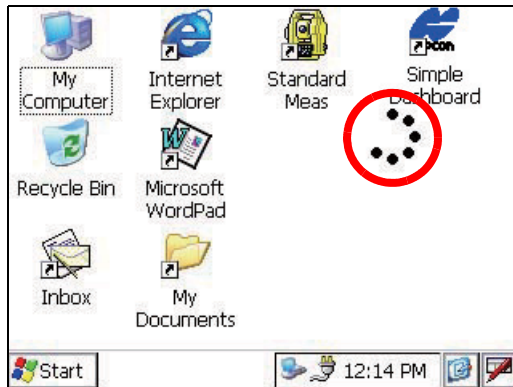 My
Computer
Internet
Explorer
Standard
Meas
Simple
Dashboard
Recycle Bin
Microsoft
WordPad
Inbox
My
Documents
Start
12:14 PM